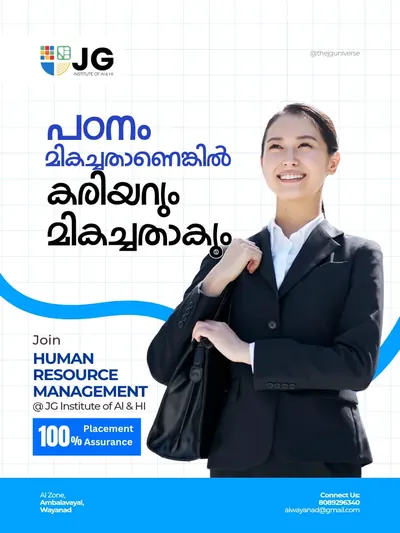 JG
INSTITUTE OF AI & HI
@thejguniverse
പഠനം
മികച്ചതാണെങ്കിൽ
കരിയറും
മികച്ചതാകും
Join
HUMAN
RESOURCE
MANAGEMENT
@ JG Institute of AI & HI
100% Placement
Assurance
AI Zone,
Ambalavayal,
Wayanad
Connect Us:
8089296340
aiwayanad@gmail.com